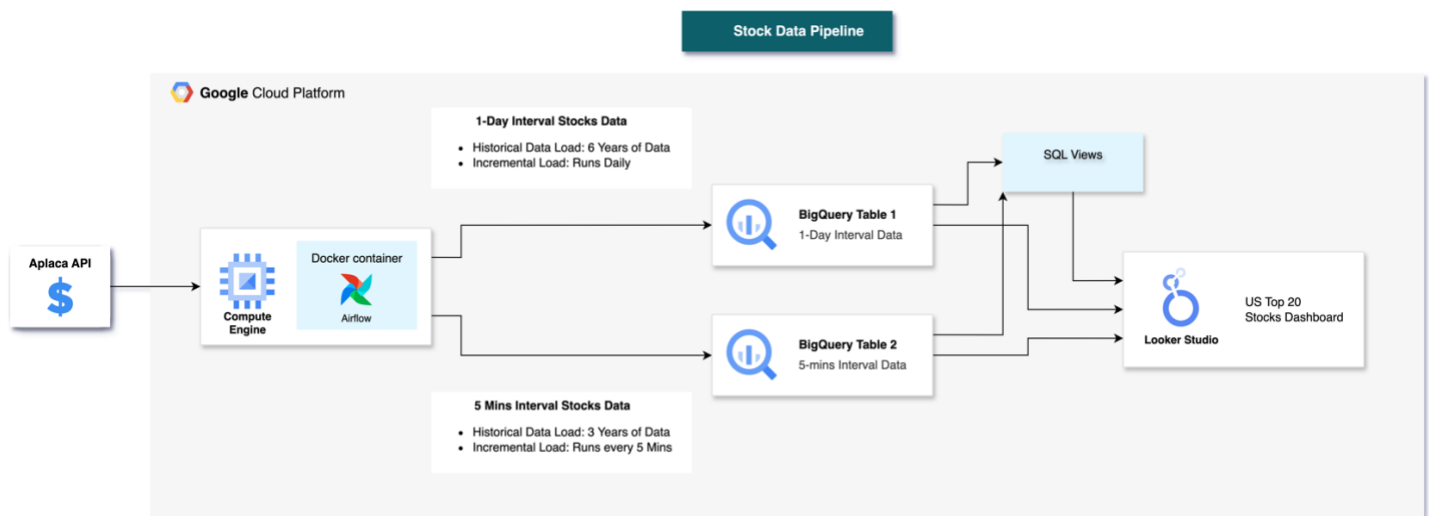 Stock Data Pipeline
Google Cloud Platform
1-Day Interval Stocks Data
• Historical Data Load: 6 Years of Data
• Incremental Load: Runs Daily
SQL Views
BigQuery Table 1
1-Day Interval Data
Aplaca API
$
Docker container
Airflow
Compute
Engine
US Top 20
Stocks Dashboard
Looker Studio
BigQuery Table 2
5-mins Interval Data
5 Mins Interval Stocks Data
• Historical Data Load: 3 Years of Data
• Incremental Load: Runs every 5 Mins